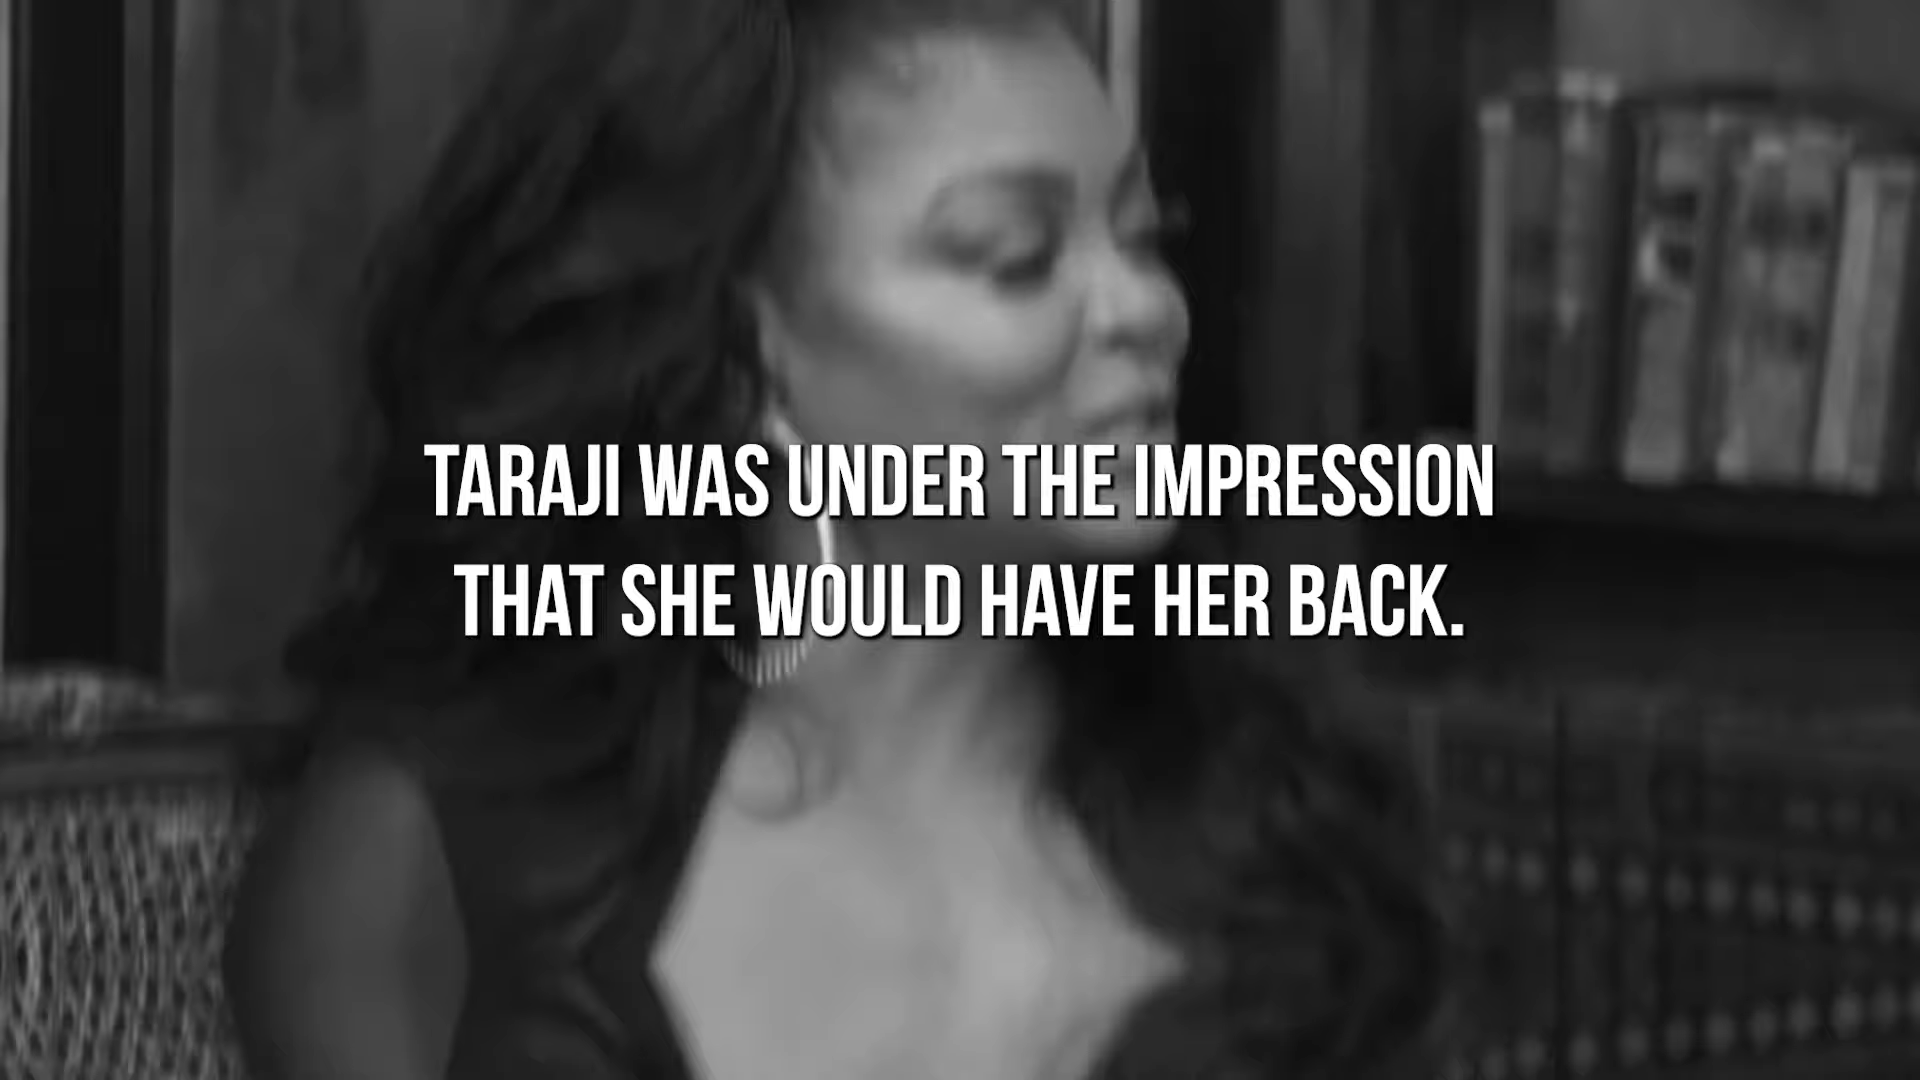 TARAJI WAS UNDER THE IMPRESSION
THAT SHE WOULD HAVE HER BACK.